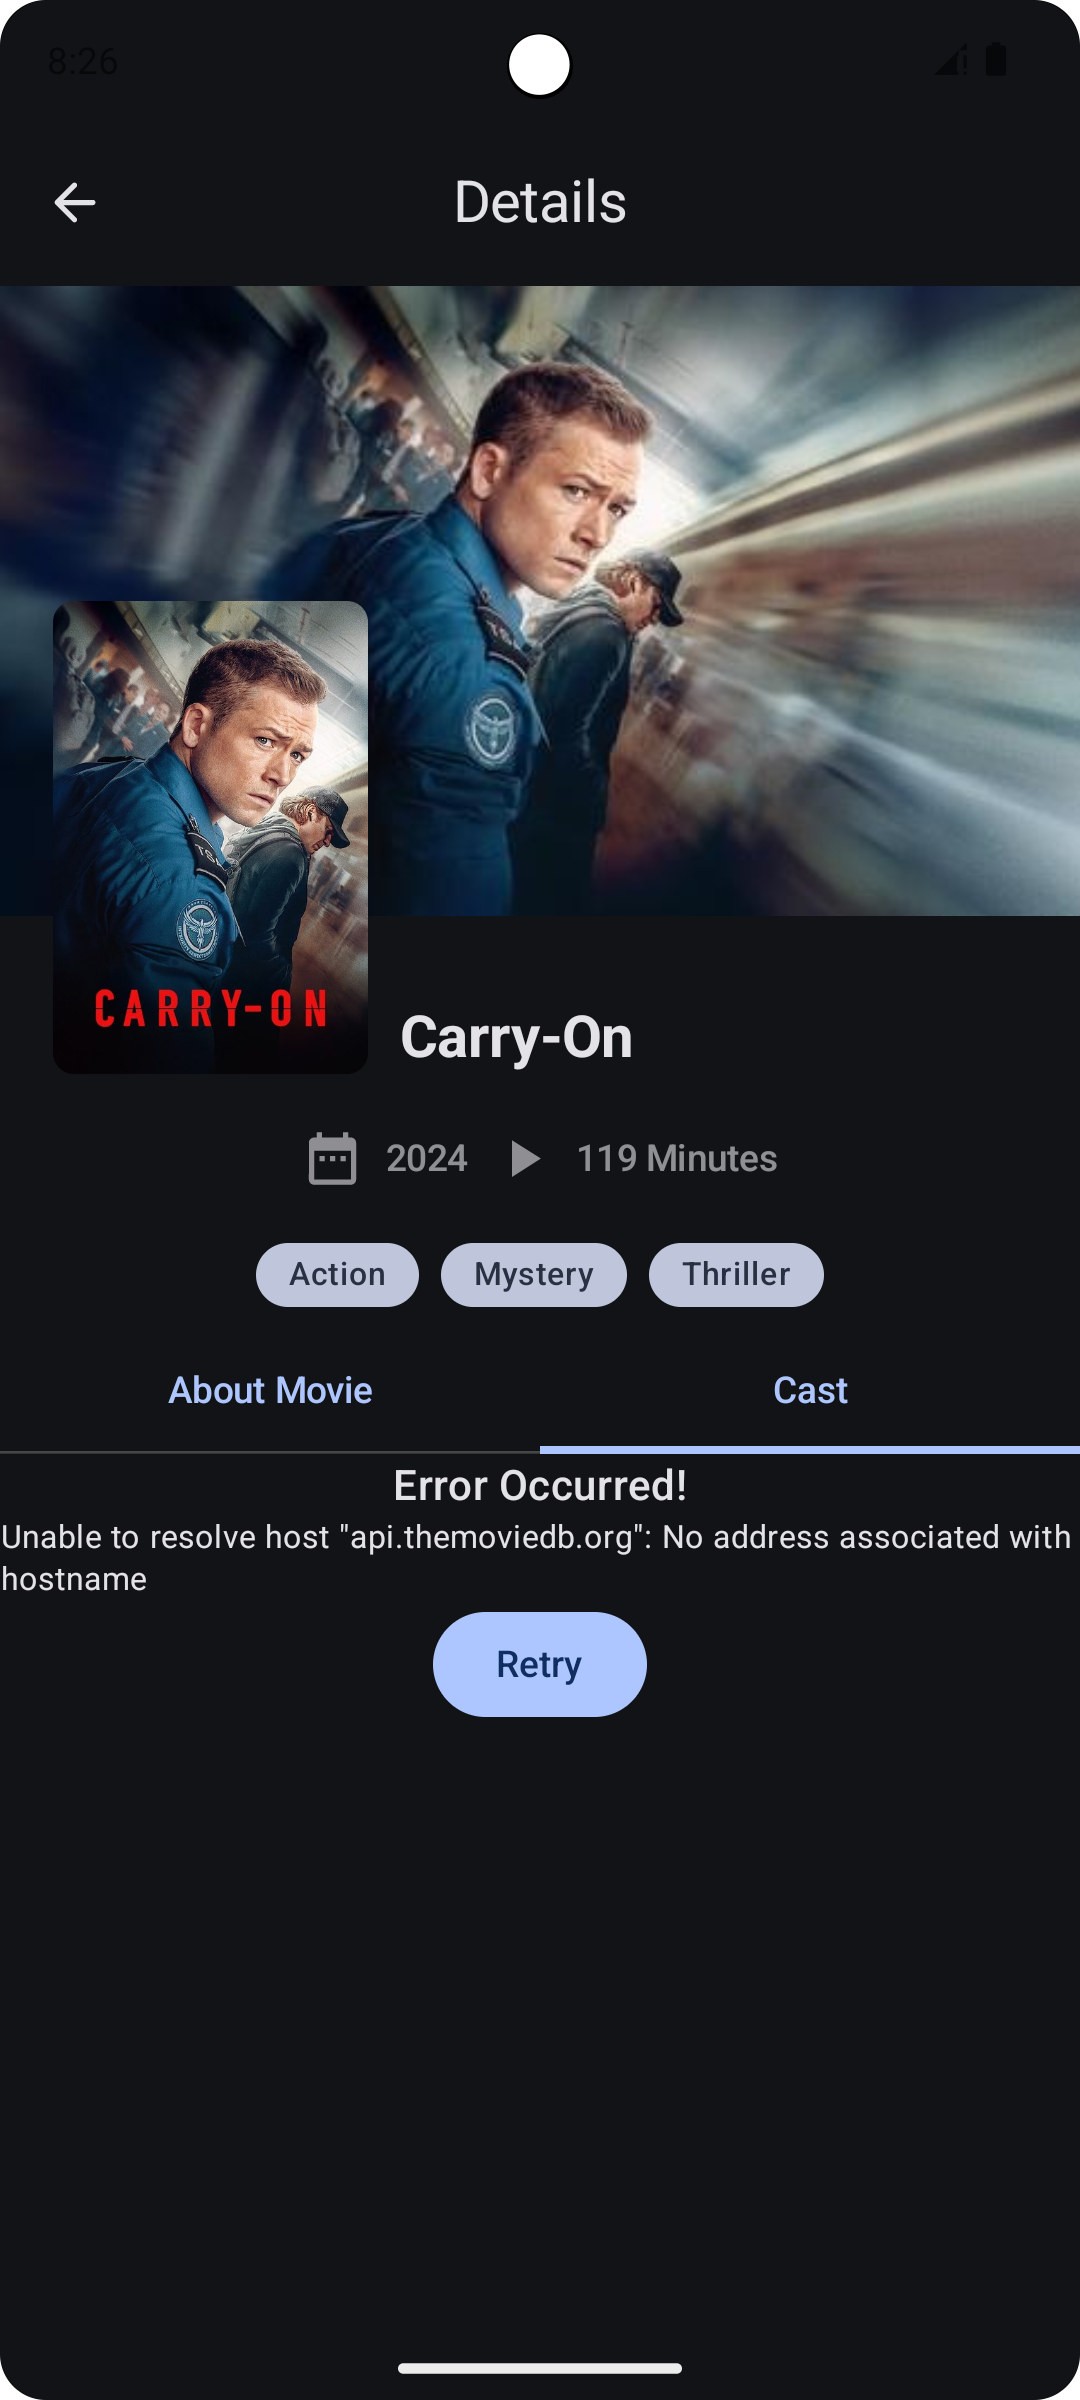 8:26
Details
TS
CARRY-ON
Carry-On
2024
119 Minutes
Action
Mystery
Thriller
About Movie
Cast
Error Occurred!
Unable to resolve host "api.themoviedb.org": No address associated with
hostname
Retry